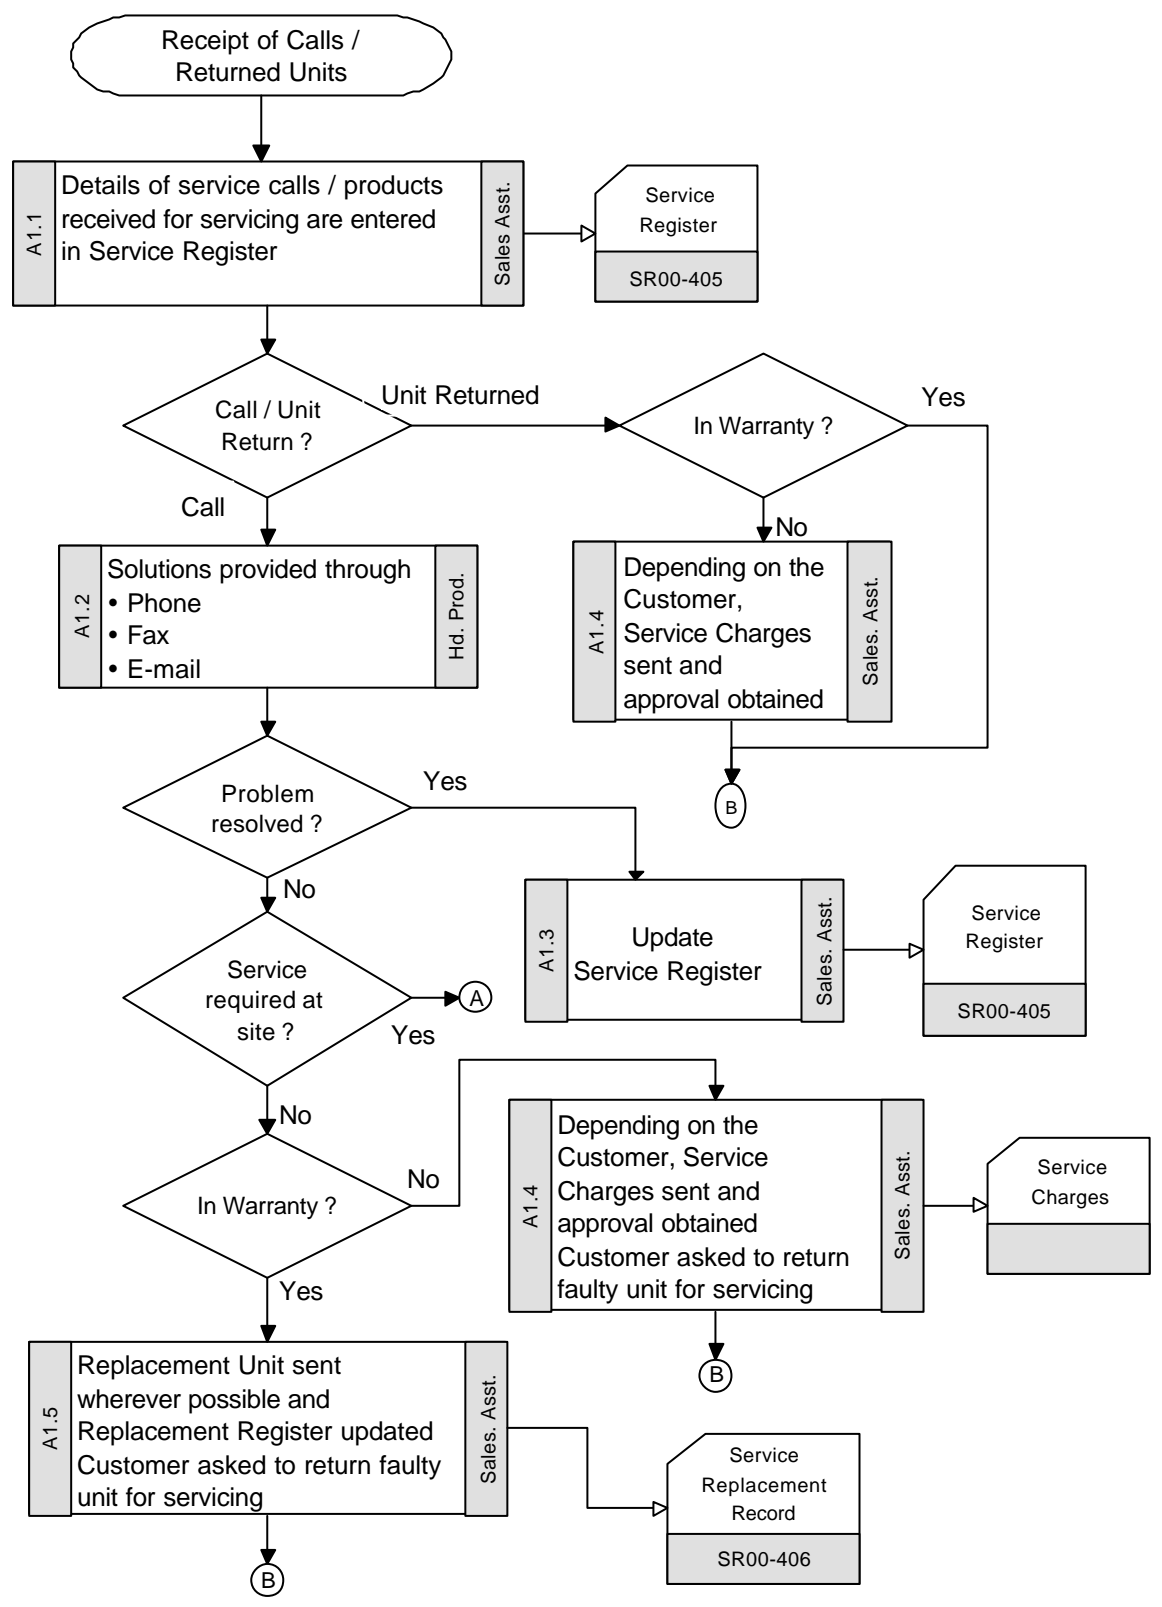 Receipt of Calls /
Returned Units
A1.1
Details of service calls / products
received for servicing are entered
in Service Register
Sales Asst.
Service
Register
SR00-405
Call / Unit
Return ?
Unit Returned
Call
In Warranty ?
Yes
No
A1.2
Solutions provided through
• Phone
• Fax
• E-mail
Hd. Prod.
A1.4
Depending on the
Customer,
Service Charges
sent and
approval obtained
Sales. Asst.
B
Problem
resolved ?
Yes
No
A1.3
Update
Service Register
Sales. Asst.
Service
Register
SR00-405
Service
required at
site ?
A
Yes
No
In Warranty ?
No
Yes
A1.4
Depending on the
Customer, Service
Charges sent and
approval obtained
Customer asked to return
faulty unit for servicing
Sales. Asst.
Service
Charges
B
A1.5
Replacement Unit sent
wherever possible and
Replacement Register updated
Customer asked to return faulty
unit for servicing
Sales. Asst.
Service
Replacement
Record
SR00-406
B